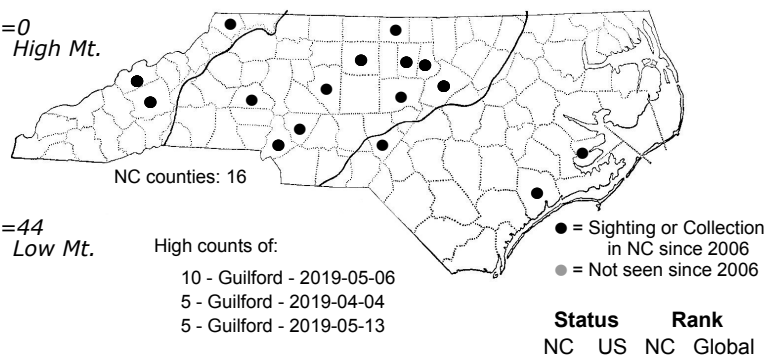 =0
High Mt.
NC counties: 16
=44
Low Mt.
High counts of:
10 - Guilford - 2019-05-06
5 - Guilford - 2019-04-04
5 - Guilford - 2019-05-13
● = Sighting or Collection
in NC since 2006
● = Not seen since 2006
Status Rank
NC US NC Global